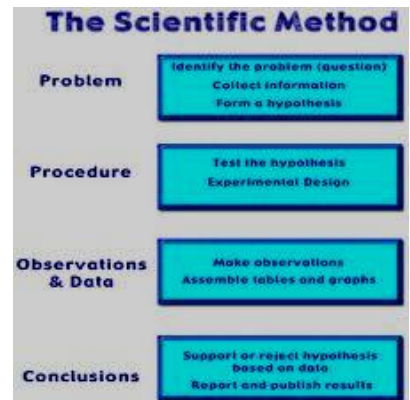 The Scientific Method
Problem
Identify the problem (question)
Collect information
Form a hypothesis
Procedure
Test the hypothesis
Experimental Design
Observations
& Data
Make observations
Assemble tables and graphs
Conclusions
Support or reject hypothesis
based on data
Report and publish results